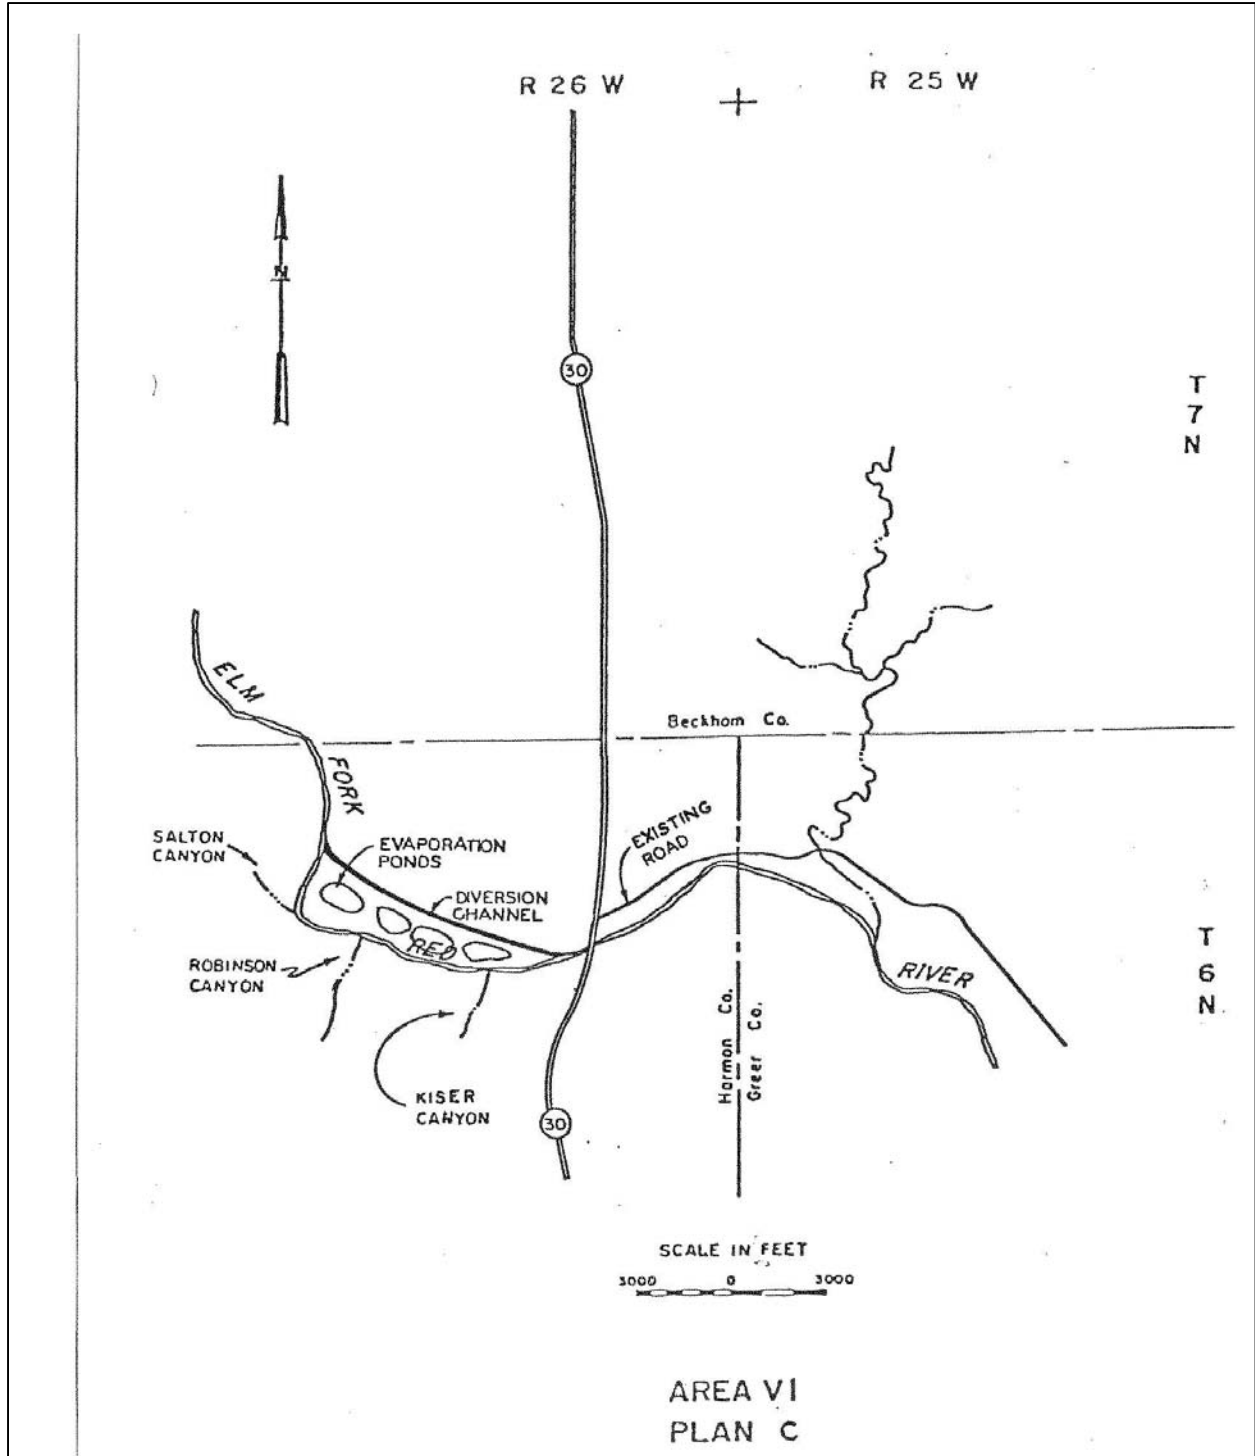 R 26 W
R 25 W
N
30
T
7
N
ELM
FORK
Beckham Co.
SALTON
CANYON
EVAPORATION
PONDS
EXISTING
ROAD
DIVERSION
CHANNEL
RED
RIVER
ROBINSON
CANYON
T
6
N
Harmon Co.
Greer Co.
KISER
CANYON
30
SCALE IN FEET
3000 0 3000
AREA VI
PLAN C